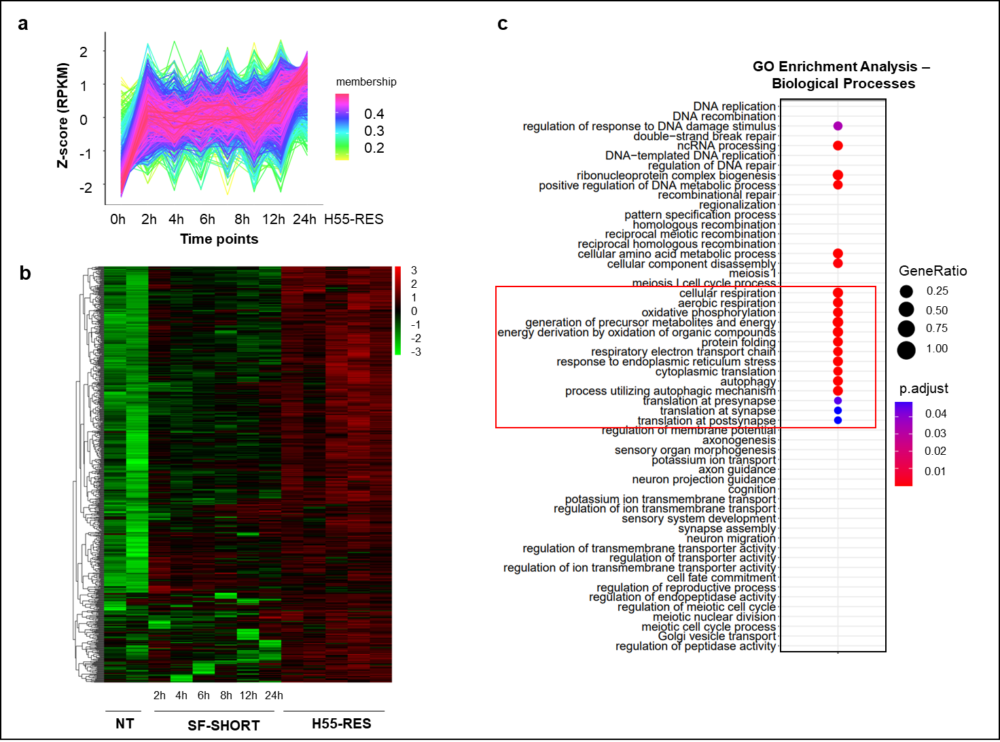 a
Z-score (RPKM)
2
1
0
-1
-2
0h 2h 4h 6h 8h 12h 24h H55-RES
Time points
membership
0.4
0.3
0.2
b
3
2
1
0
-1
-2
-3
2h 4h 6h 8h 12h 24h
NT SF-SHORT H55-RES
c
GO Enrichment Analysis –
Biological Processes
DNA replication
DNA recombination
regulation of response to DNA damage stimulus
double−strand break repair
ncRNA processing
DNA−templated DNA replication
regulation of DNA repair
ribonucleoprotein complex biogenesis
positive regulation of DNA metabolic process
recombinational repair
regionalization
pattern specification process
homologous recombination
reciprocal meiotic recombination
reciprocal homologous recombination
cellular amino acid metabolic process
cellular component disassembly
meiosis I
meiosis I cell cycle process
cellular respiration
aerobic respiration
oxidative phosphorylation
generation of precursor metabolites and energy
energy derivation by oxidation of organic compounds
protein folding
respiratory electron transport chain
response to endoplasmic reticulum stress
cytoplasmic translation
autophagy
process utilizing autophagic mechanism
translation at presynapse
translation at synapse
translation at postsynapse
regulation of membrane potential
axonogenesis
sensory organ morphogenesis
potassium ion transport
axon guidance
neuron projection guidance
cognition
potassium ion transmembrane transport
regulation of ion transmembrane transport
sensory system development
synapse assembly
neuron migration
regulation of transmembrane transporter activity
regulation of transporter activity
regulation of ion transmembrane transporter activity
cell fate commitment
regulation of reproductive process
regulation of endopeptidase activity
regulation of meiotic cell cycle
meiotic nuclear division
meiotic cell cycle process
Golgi vesicle transport
regulation of peptidase activity
GeneRatio
0.25
0.50
0.75
1.00
p.adjust
0.04
0.03
0.02
0.01